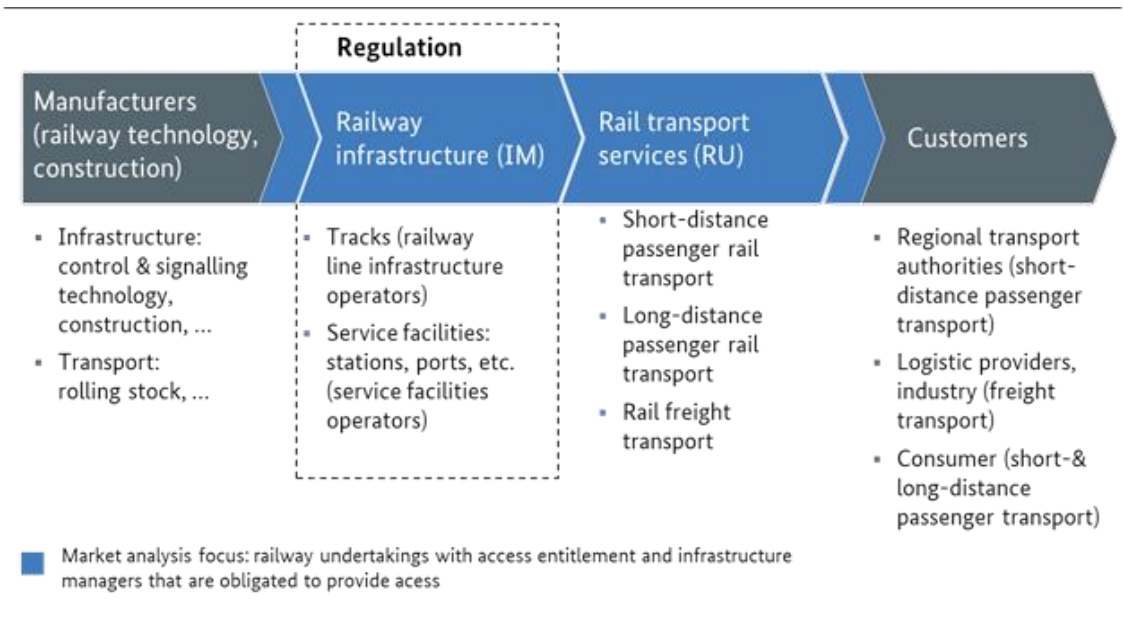 Regulation
Manufacturers
(railway technology,
construction)
Railway
infrastructure (IM)
Rail transport
services (RU)
Customers
▪ Infrastructure:
control & signalling
technology,
construction, ...
▪ Transport:
rolling stock, ...
▪ Tracks (railway
line infrastructure
operators)
▪ Service facilities:
stations, ports, etc.
(service facilities
operators)
▪ Short-distance
passenger rail
transport
▪ Long-distance
passenger rail
transport
▪ Rail freight
transport
▪ Regional transport
authorities (short-
distance passenger
transport)
▪ Logistic providers,
industry (freight
transport)
▪ Consumer (short-&
long-distance
passenger transport)
Market analysis focus: railway undertakings with access entitlement and infrastructure
managers that are obligated to provide acess